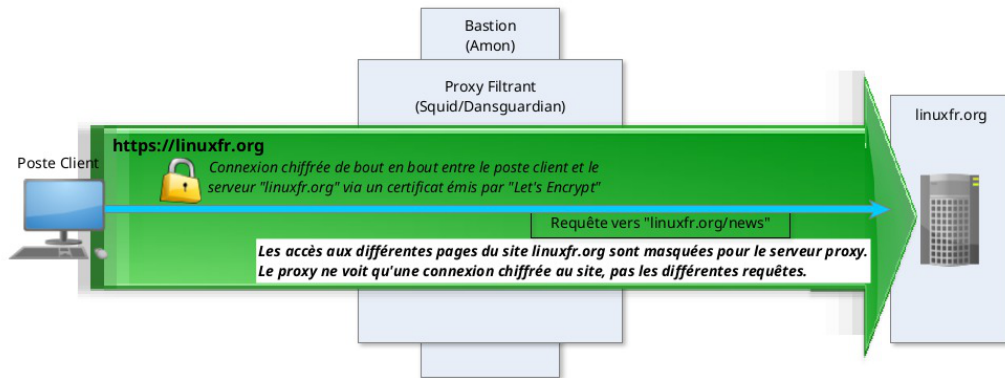 Bastion
(Amon)
Proxy Filtrant
(Squid/Dansguardian)
linuxfr.org
https://linuxfr.org
Poste Client
Connexion chiffrée de bout en bout entre le poste client et le
serveur "linuxfr.org" via un certificat émis par "Let's Encrypt"
Requête vers "linuxfr.org/news"
Les accès aux différentes pages du site linuxfr.org sont masquées pour le serveur proxy.
Le proxy ne voit qu'une connexion chiffrée au site, pas les différentes requêtes.